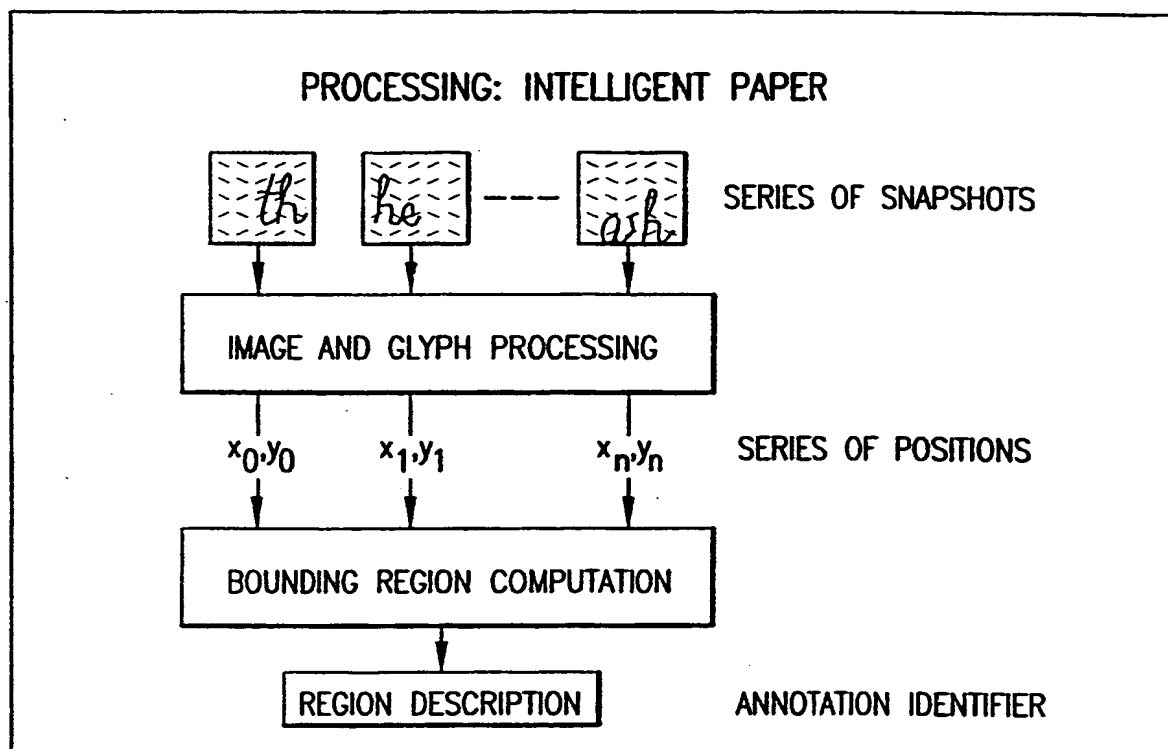 PROCESSING: INTELLIGENT PAPER
th he --- ash SERIES OF SNAPSHOTS
IMAGE AND GLYPH PROCESSING
x₀,y₀ x₁,y₁ xₙ,yₙ SERIES OF POSITIONS
BOUNDING REGION COMPUTATION
REGION DESCRIPTION ANNOTATION IDENTIFIER